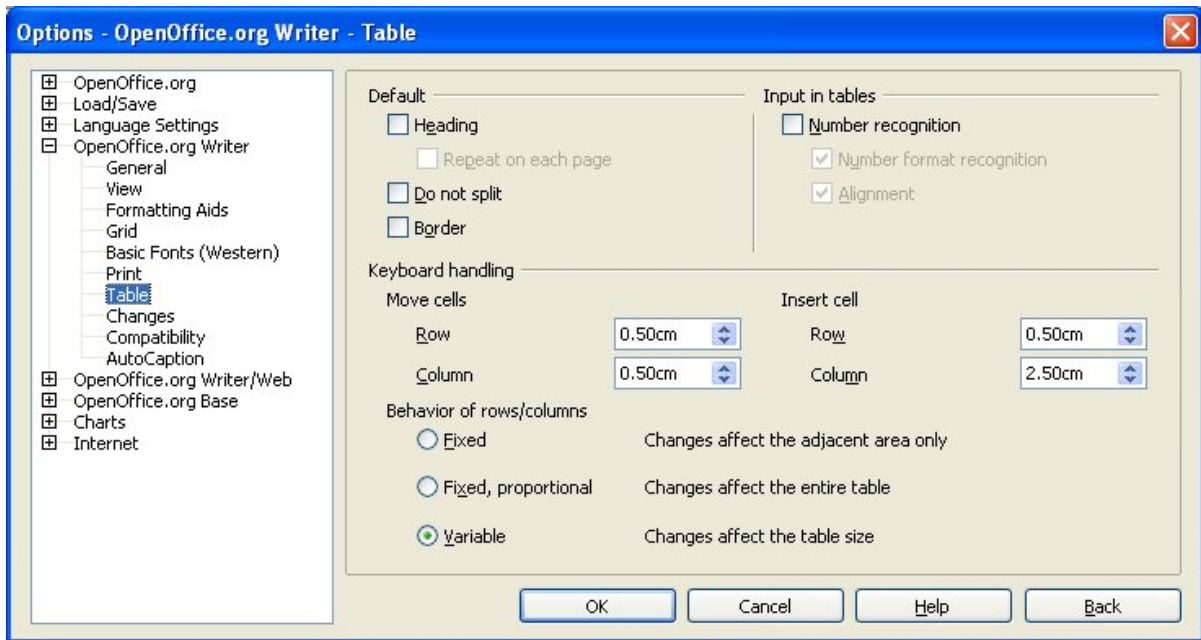 Options - OpenOffice.org Writer - Table
OpenOffice.org
Load/Save
Language Settings
OpenOffice.org Writer
General
View
Formatting Aids
Grid
Basic Fonts (Western)
Print
Table
Changes
Compatibility
AutoCaption
OpenOffice.org Writer/Web
OpenOffice.org Base
Charts
Internet
Default
Heading
Repeat on each page
Do not split
Border
Input in tables
Number recognition
Number format recognition
Alignment
Keyboard handling
Move cells
Row 0.50cm
Column 0.50cm
Insert cell
Row 0.50cm
Column 2.50cm
Behavior of rows/columns
Fixed Changes affect the adjacent area only
Fixed, proportional Changes affect the entire table
Variable Changes affect the table size
OK Cancel Help Back